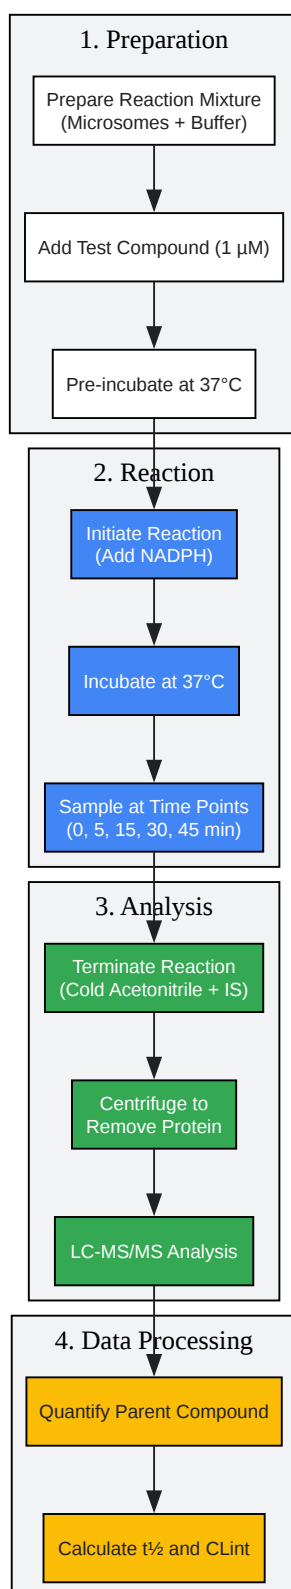 1. Preparation
Prepare Reaction Mixture
(Microsomes + Buffer)
Add Test Compound (1 µM)
Pre-incubate at 37°C
2. Reaction
Initiate Reaction
(Add NADPH)
Incubate at 37°C
Sample at Time Points
(0, 5, 15, 30, 45 min)
3. Analysis
Terminate Reaction
(Cold Acetonitrile + IS)
Centrifuge to
Remove Protein
LC-MS/MS Analysis
4. Data Processing
Quantify Parent Compound
Calculate t½ and CLint